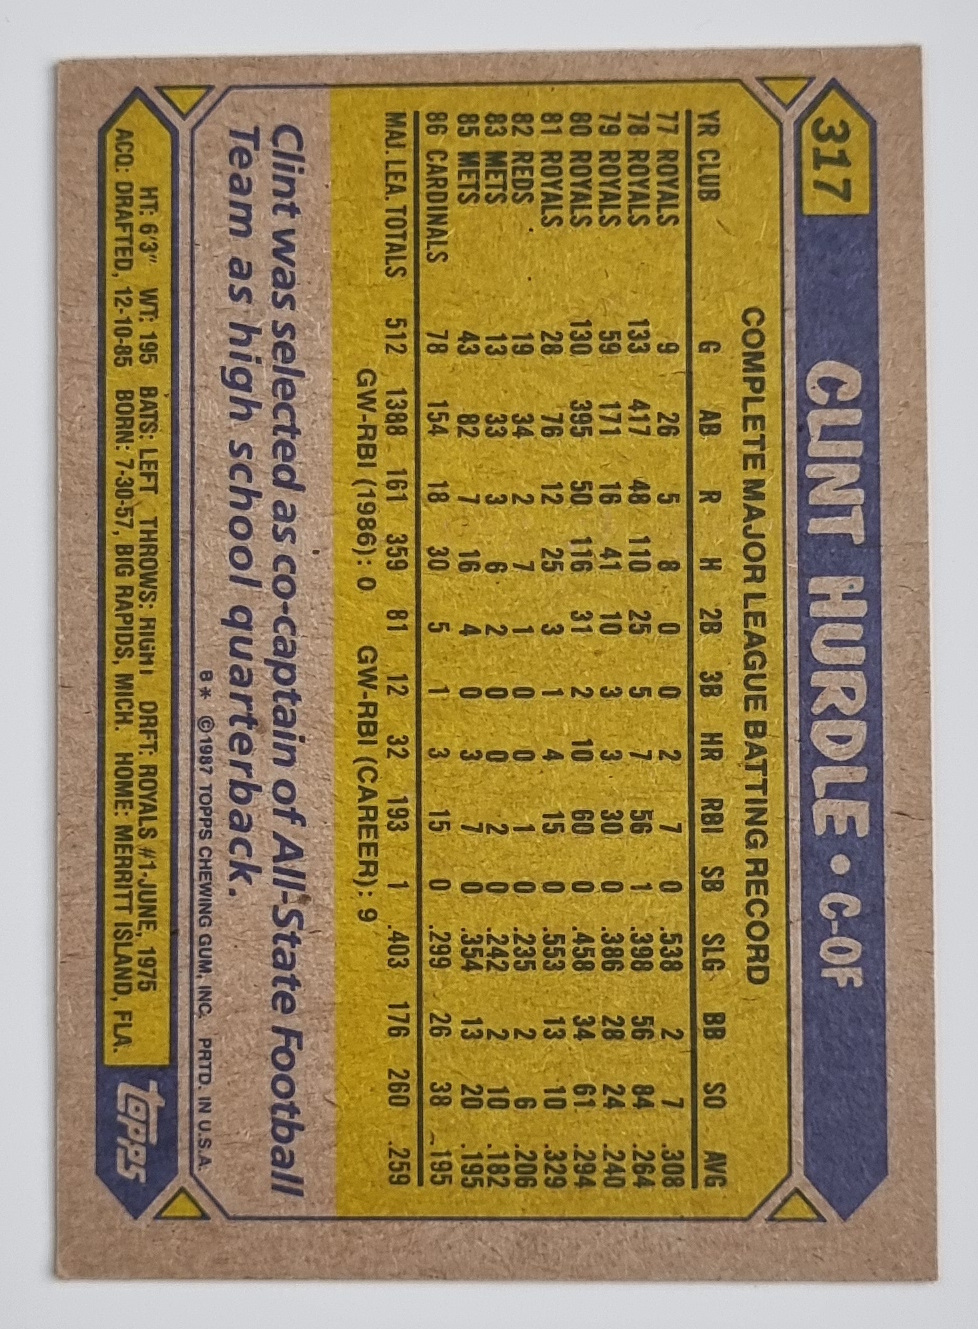 317 CLINT HURDLE • C-OF
COMPLETE MAJOR LEAGUE BATTING RECORD
YR CLUB G AB R H 2B 3B HR RBI SB SLG BB SO AVG
77 ROYALS 9 26 5 8 0 0 2 7 0 .538 2 7 .308
78 ROYALS 133 417 48 110 25 5 7 56 1 .398 56 84 .264
79 ROYALS 59 171 16 41 10 3 3 30 0 .386 28 24 .240
80 ROYALS 130 395 50 116 31 2 10 60 0 .458 34 61 .294
81 ROYALS 28 76 12 25 3 1 4 15 0 .553 13 10 .329
82 REDS 19 34 2 7 1 0 0 1 0 .235 2 6 .206
83 METS 13 33 3 6 2 0 0 2 0 .242 2 10 .182
85 METS 43 82 7 16 4 0 3 7 0 .354 13 20 .195
86 CARDINALS 78 154 18 30 5 1 3 15 0 .299 26 38 .195
MAJ. LEA. TOTALS 512 1388 161 359 81 12 32 193 1 .403 176 260 .259
GW-RBI (1986): 0 GW-RBI (CAREER): 9
Clint was selected as co-captain of All-State Football
Team as high school quarterback.
B* ©1987 TOPPS CHEWING GUM, INC. PRTD. IN U.S.A.
HT: 6'3" WT: 195 BATS: LEFT THROWS: RIGHT DRFT: ROYALS #1-JUNE, 1975
ACQ: DRAFTED, 12-10-85 BORN: 7-30-57, BIG RAPIDS, MICH. HOME: MERRITT ISLAND, FLA.
topps